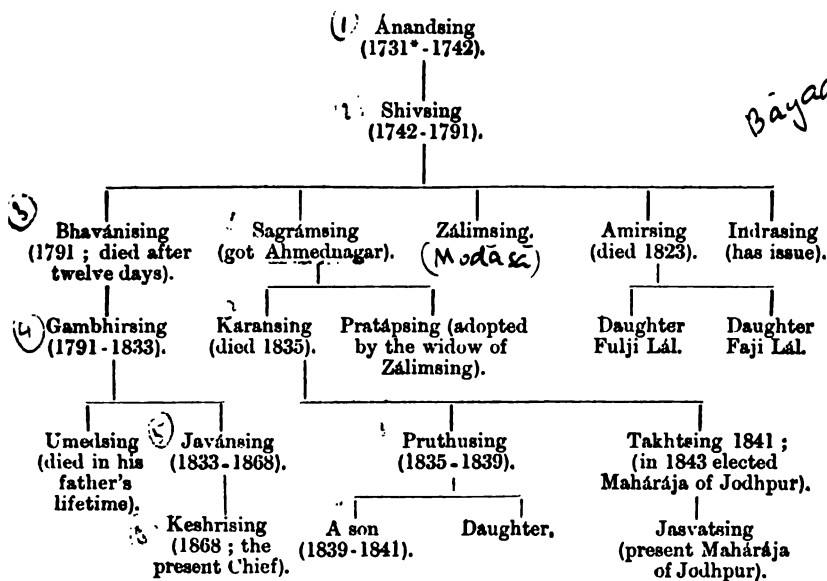 (1) Ánandsing
(1731*-1742).
Báyad
2 Shivsing
(1742-1791).
(3) Bhavánising
(1791 ; died after
twelve days).
1 Sagrámsing
(got Ahmednagar).
Zálimsing.
(Modāsā)
Amirsing
(died 1823).
Indrasing
(has issue).
(4) Gambhirsing
(1791-1833).
2 Karansing
(died 1835).
Pratápsing (adopted
by the widow of
Zálimsing).
Daughter
Fulji Lál.
Daughter
Faji Lál.
Umedsing
(died in his
father's
lifetime).
(5) Javánsing
(1833-1868).
Pruthusing
(1835-1839).
Takhtsing 1841 ;
(in 1843 elected
Mahárája of Jodhpur).
Keshrising
(1868 ; the
present Chief).
A son
(1839-1841).
Daughter.
Jasvatsing
(present Mahárája
of Jodhpur).